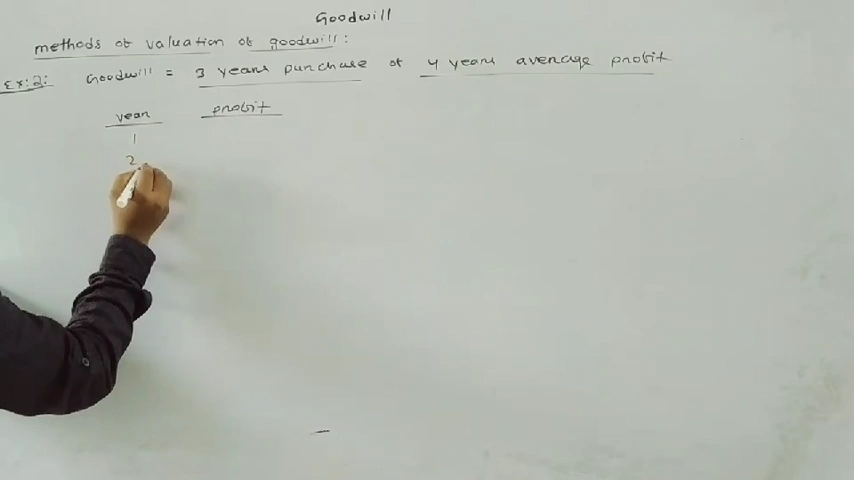 Goodwill
methods of valuation of goodwill:
Ex:2: Goodwill = 3 years purchase of 4 years average profit
year profit
1
2